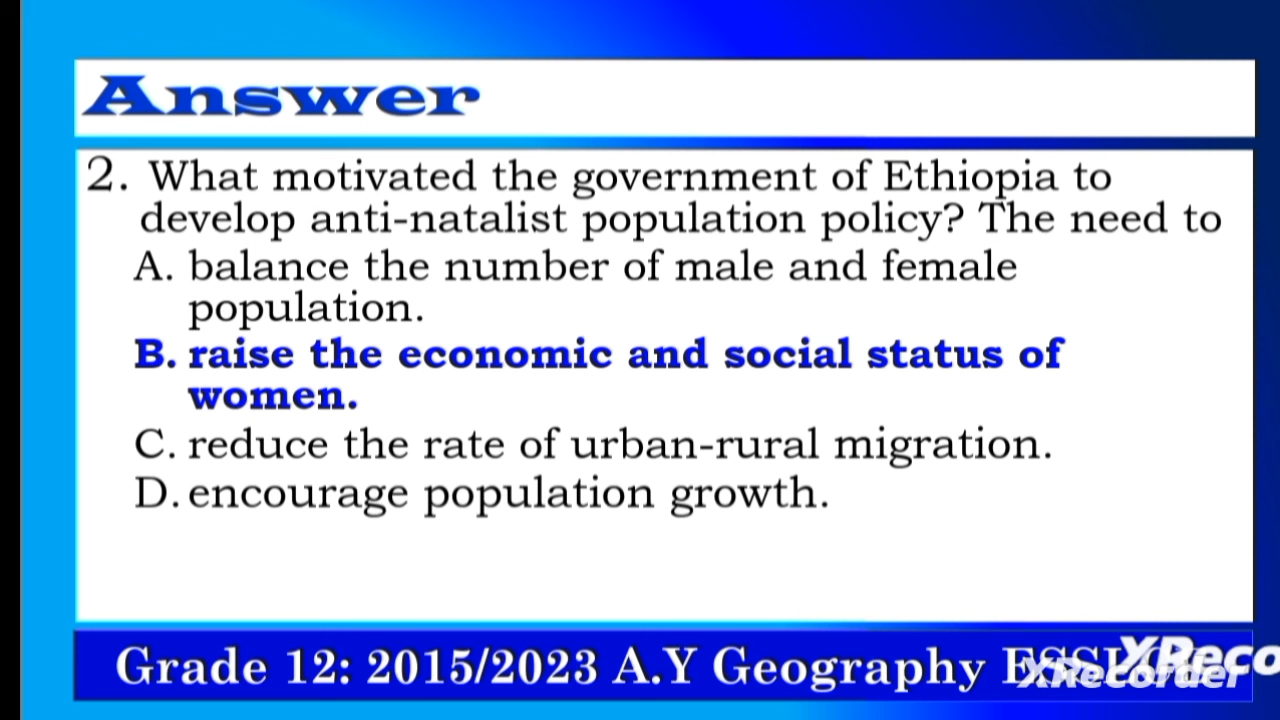 Answer
2. What motivated the government of Ethiopia to
develop anti-natalist population policy? The need to
A. balance the number of male and female
population.
B. raise the economic and social status of
women.
C. reduce the rate of urban-rural migration.
D. encourage population growth.
Grade 12: 2015/2023 A.Y Geography
XRecorder